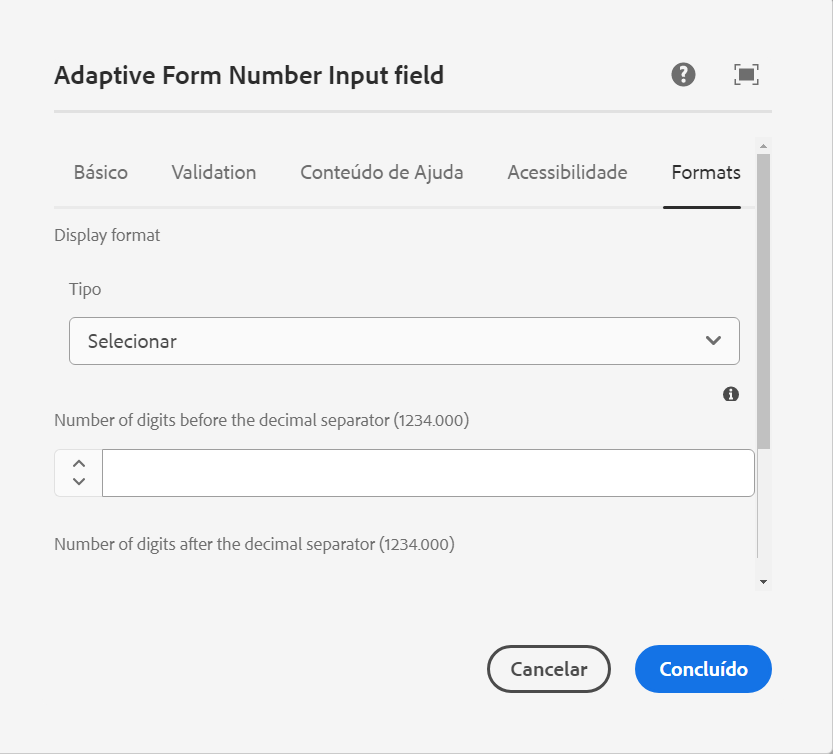 Adaptive Form Number Input field
Básico Validation Conteúdo de Ajuda Acessibilidade Formats
Display format
Tipo
Selecionar
Number of digits before the decimal separator (1234.000)
Number of digits after the decimal separator (1234.000)
Cancelar Concluído